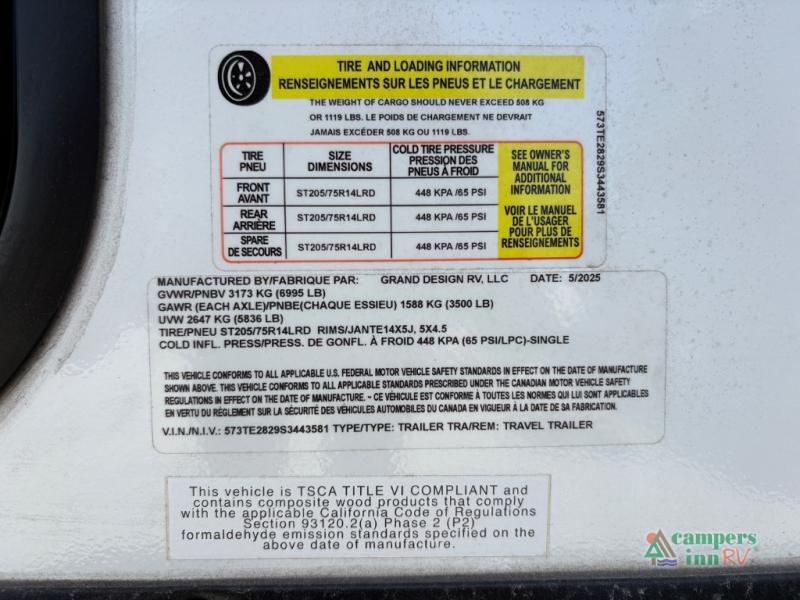 TIRE AND LOADING INFORMATION
RENSEIGNEMENTS SUR LES PNEUS ET LE CHARGEMENT
THE WEIGHT OF CARGO SHOULD NEVER EXCEED 508 KG
OR 1119 LBS. LE POIDS DE CHARGEMENT NE DEVRAIT
JAMAIS EXCÉDER 508 KG OU 1119 LBS.
TIRE
PNEU
SIZE
DIMENSIONS
COLD TIRE PRESSURE
PRESSION DES
PNEUS À FROID
FRONT
AVANT
ST205/75R14LRD
448 KPA /65 PSI
REAR
ARRIÈRE
ST205/75R14LRD
448 KPA /65 PSI
SPARE
DE SECOURS
ST205/75R14LRD
448 KPA /65 PSI
SEE OWNER'S
MANUAL FOR
ADDITIONAL
INFORMATION
VOIR LE MANUEL
DE L'USAGER
POUR PLUS DE
RENSEIGNEMENTS
573TE2829S3443581
MANUFACTURED BY/FABRIQUE PAR: GRAND DESIGN RV, LLC DATE: 5/2025
GVWR/PNBV 3173 KG (6995 LB)
GAWR (EACH AXLE)/PNBE(CHAQUE ESSIEU) 1588 KG (3500 LB)
UVW 2647 KG (5836 LB)
TIRE/PNEU ST205/75R14LRD RIMS/JANTE14X5J, 5X4.5
COLD INFL. PRESS/PRESS. DE GONFL. À FROID 448 KPA (65 PSI/LPC)-SINGLE
THIS VEHICLE CONFORMS TO ALL APPLICABLE U.S. FEDERAL MOTOR VEHICLE SAFETY STANDARDS IN EFFECT ON THE DATE OF MANUFACTURE
SHOWN ABOVE. THIS VEHICLE CONFORMS TO ALL APPLICABLE STANDARDS PRESCRIBED UNDER THE CANADIAN MOTOR VEHICLE SAFETY
REGULATIONS IN EFFECT ON THE DATE OF MANUFACTURE. - CE VÉHICULE EST CONFORME À TOUTES LES NORMES QUI LUI SONT APPLICABLES
EN VERTU DU RÈGLEMENT SUR LA SÉCURITÉ DES VÉHICULES AUTOMOBILES DU CANADA EN VIGUEUR À LA DATE DE SA FABRICATION.
V.I.N./N.I.V.: 573TE2829S3443581 TYPE/TYPE: TRAILER TRA/REM: TRAVEL TRAILER
This vehicle is TSCA TITLE VI COMPLIANT and
contains composite wood products that comply
with the applicable California Code of Regulations
Section 93120.2(a) Phase 2 (P2)
formaldehyde emission standards specified on the
above date of manufacture.
campers
inn RV